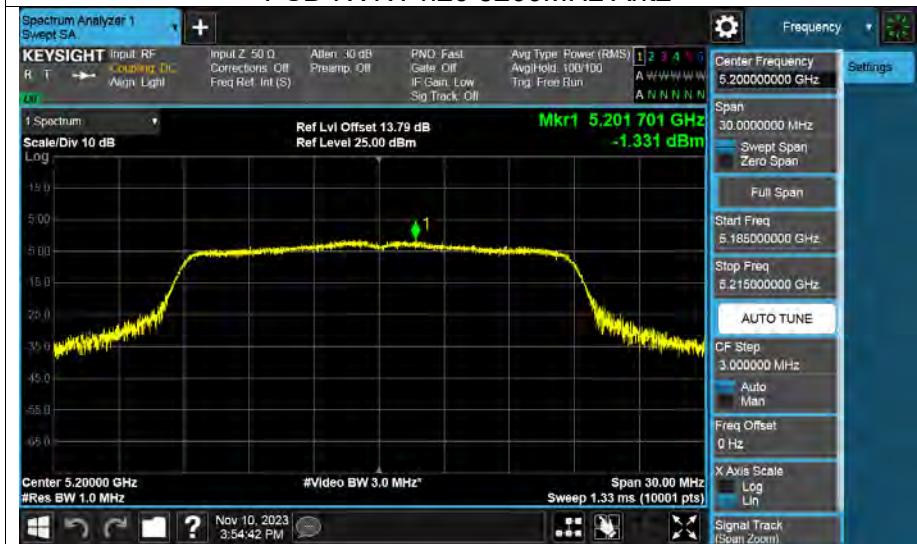 Spectrum Analyzer 1
Swept SA
+
Frequency
KEYSIGHT
R T
Input: RF
Coupling: DC
Align: Light
Input Z: 50 Ω
Corrections: Off
Freq Ref: Int (S)
Atten: 30 dB
Preamp: Off
PNO: Fast
Gate: Off
IF Gain: Low
Sig Track: Off
Avg Type: Power (RMS)
Avg|Hold: 100/100
Trig: Free Run
1 2 3 4 5 6
A W W W W W
A N N N N N
1 Spectrum
Scale/Div 10 dB
Log
Ref Lvl Offset 13.79 dB
Ref Level 25.00 dBm
Mkr1 5.201 701 GHz
-1.331 dBm
15.0
5.00
1
-5.00
-15.0
-25.0
-35.0
-45.0
-55.0
-65.0
Center 5.20000 GHz
#Res BW 1.0 MHz
#Video BW 3.0 MHz*
Span 30.00 MHz
Sweep 1.33 ms (10001 pts)
Nov 10, 2023
3:54:42 PM
Center Frequency
5.200000000 GHz
Settings
Span
30.0000000 MHz
Swept Span
Zero Span
Full Span
Start Freq
5.185000000 GHz
Stop Freq
5.215000000 GHz
AUTO TUNE
CF Step
3.000000 MHz
Auto
Man
Freq Offset
0 Hz
X Axis Scale
Log
Lin
Signal Track
(Span Zoom)